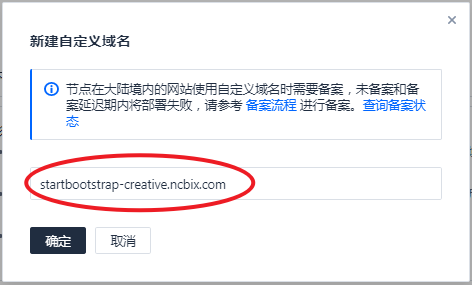 新建自定义域名
节点在大陆境内的网站使用自定义域名时需要备案，未备案和备
案延迟期内将部署失败，请参考 备案流程 进行备案。查询备案状
态
startbootstrap-creative.ncbix.com
确定 取消